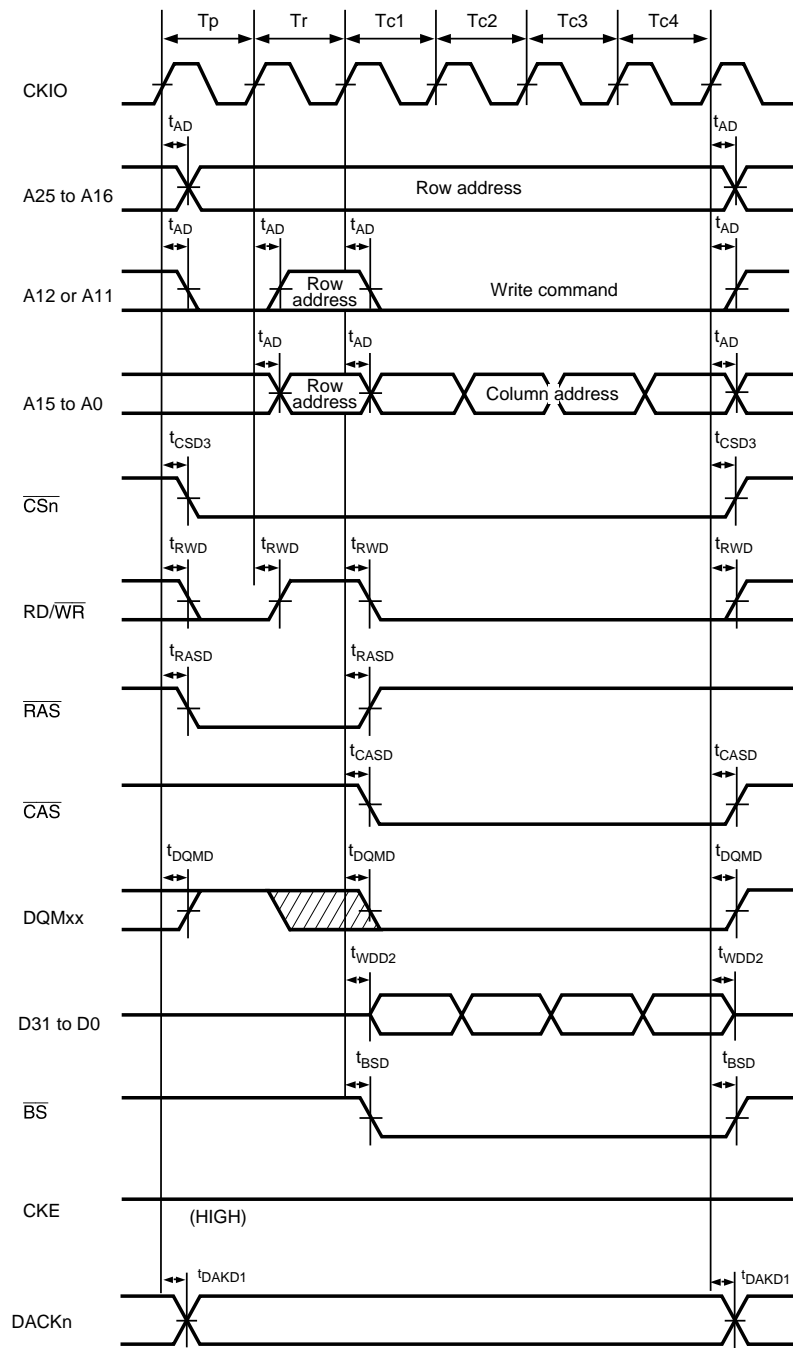 Tp Tr Tc1 Tc2 Tc3 Tc4
CKIO
tAD tAD
A25 to A16 Row address
tAD tAD tAD tAD
A12 or A11 Row address Write command
tAD tAD tAD
A15 to A0 Row address Column address
tCSD3 tCSD3
CSn
tRWD tRWD tRWD tRWD
RD/WR
tRASD tRASD
RAS
tCASD tCASD
CAS
tDQMD tDQMD tDQMD
DQMxx
tWDD2 tWDD2
D31 to D0
tBSD tBSD
BS
CKE
(HIGH)
tDAKD1 tDAKD1
DACKn